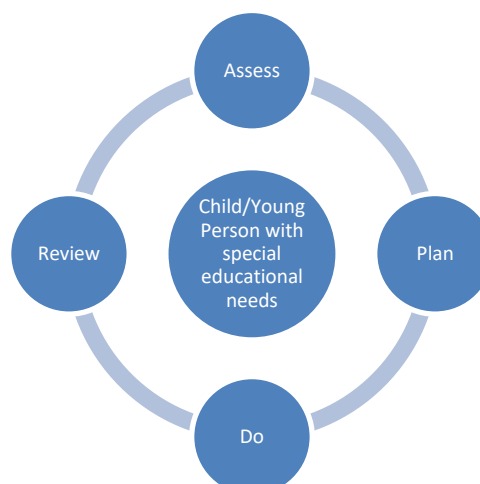 Assess
Child/Young
Person with
special
educational
needs
Review
Plan
Do